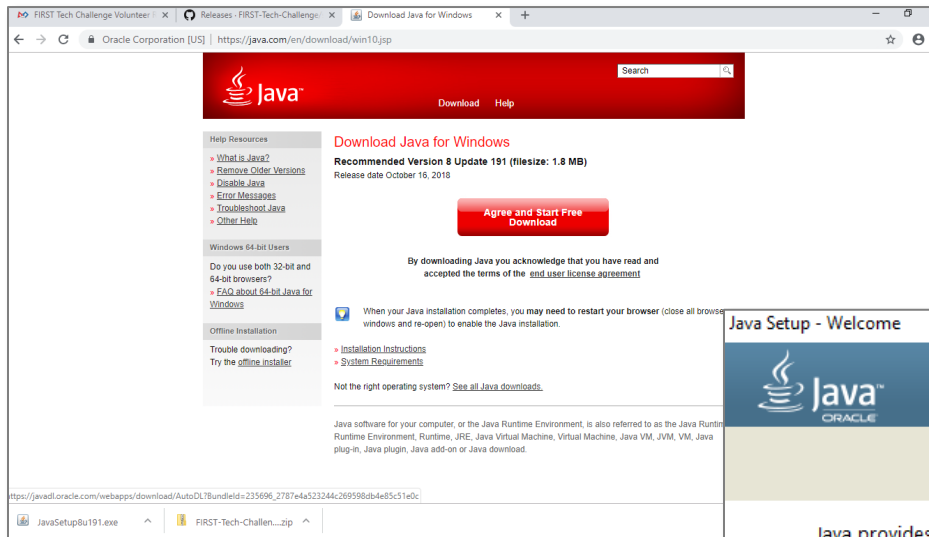 FIRST Tech Challenge Volunteer
Releases · FIRST-Tech-Challenge/
Download Java for Windows
Oracle Corporation [US] | https://java.com/en/download/win10.jsp
Java™
Search
Download Help
Help Resources
» What is Java?
» Remove Older Versions
» Disable Java
» Error Messages
» Troubleshoot Java
» Other Help
Windows 64-bit Users
Do you use both 32-bit and
64-bit browsers?
» FAQ about 64-bit Java for
Windows
Offline Installation
Trouble downloading?
Try the offline installer
Download Java for Windows
Recommended Version 8 Update 191 (filesize: 1.8 MB)
Release date October 16, 2018
Agree and Start Free
Download
By downloading Java you acknowledge that you have read and
accepted the terms of the end user license agreement
When your Java installation completes, you may need to restart your browser (close all browse
windows and re-open) to enable the Java installation.
» Installation Instructions
» System Requirements
Not the right operating system? See all Java downloads.
Java software for your computer, or the Java Runtime Environment, is also referred to as the Java Runtim
Runtime Environment, Runtime, JRE, Java Virtual Machine, Virtual Machine, Java VM, JVM, VM, Java
plug-in, Java plugin, Java add-on or Java download.
Java Setup - Welcome
Java™
ORACLE
Java provides
ttps://javadl.oracle.com/webapps/download/AutoDL?BundleId=235696_2787e4a523244c269598db4e85c51e0c
JavaSetup8u191.exe
FIRST-Tech-Challen....zip